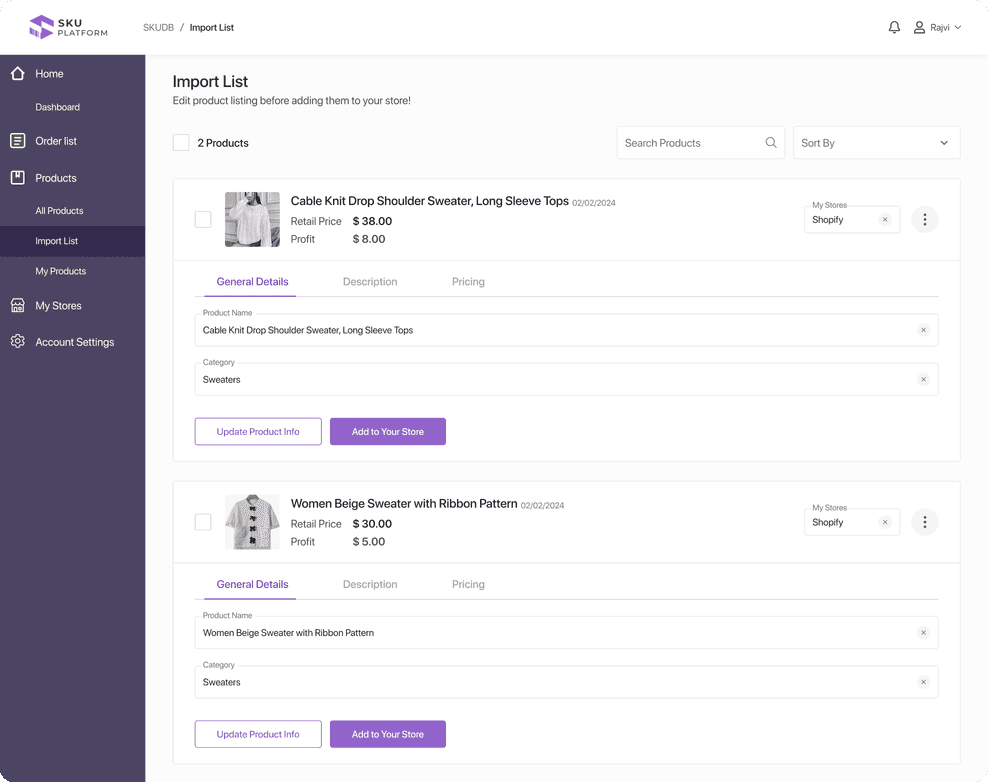 SKU
PLATFORM
SKUDB / Import List
Rajvi
Home
Dashboard
Order list
Products
All Products
Import List
My Products
My Stores
Account Settings
Import List
Edit product listing before adding them to your store!
2 Products
Search Products
Sort By
Cable Knit Drop Shoulder Sweater, Long Sleeve Tops 02/02/2024
Retail Price $ 38.00
Profit $ 8.00
My Stores
Shopify
General Details Description Pricing
Product Name
Cable Knit Drop Shoulder Sweater, Long Sleeve Tops
Category
Sweaters
Update Product Info Add to Your Store
Women Beige Sweater with Ribbon Pattern 02/02/2024
Retail Price $ 30.00
Profit $ 5.00
My Stores
Shopify
General Details Description Pricing
Product Name
Women Beige Sweater with Ribbon Pattern
Category
Sweaters
Update Product Info Add to Your Store